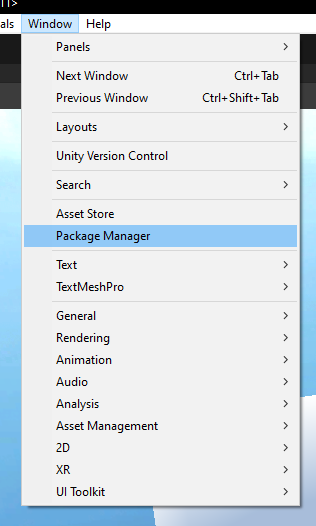 als Window Help
Panels
Next Window Ctrl+Tab
Previous Window Ctrl+Shift+Tab
Layouts
Unity Version Control
Search
Asset Store
Package Manager
Text
TextMeshPro
General
Rendering
Animation
Audio
Analysis
Asset Management
2D
XR
UI Toolkit